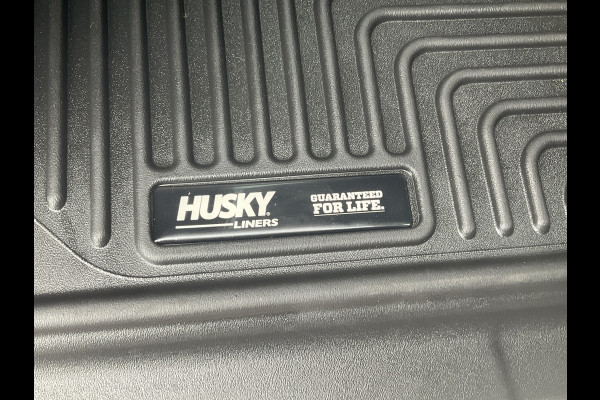 HUSKY®
LINERS
GUARANTEED
FOR LIFE.